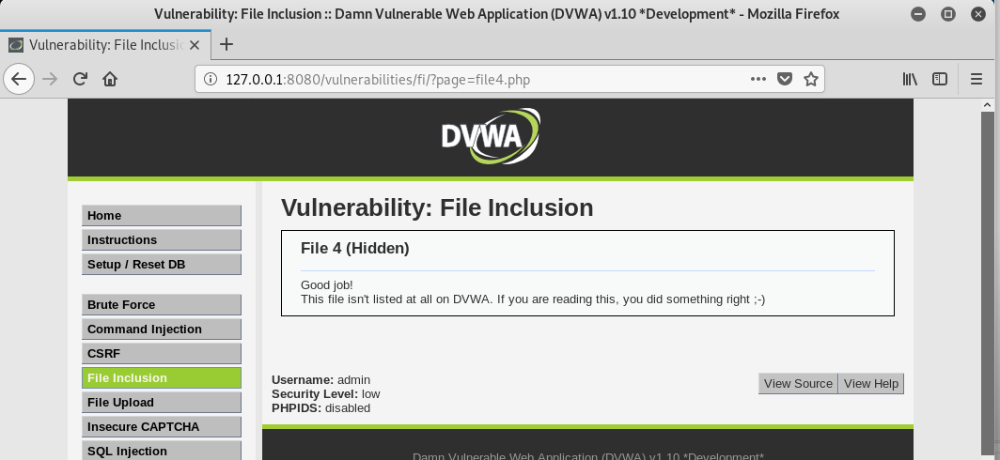 Vulnerability: File Inclusion :: Damn Vulnerable Web Application (DVWA) v1.10 *Development* - Mozilla Firefox
Vulnerability: File Inclusio
127.0.0.1:8080/vulnerabilities/fi/?page=file4.php
DVWA
Home
Instructions
Setup / Reset DB
Brute Force
Command Injection
CSRF
File Inclusion
File Upload
Insecure CAPTCHA
SQL Injection
Vulnerability: File Inclusion
File 4 (Hidden)
Good job!
This file isn't listed at all on DVWA. If you are reading this, you did something right ;-)
Username: admin
Security Level: low
PHPIDS: disabled
View Source View Help
Damn Vulnerable Web Application (DVWA) v1.10 *Development*